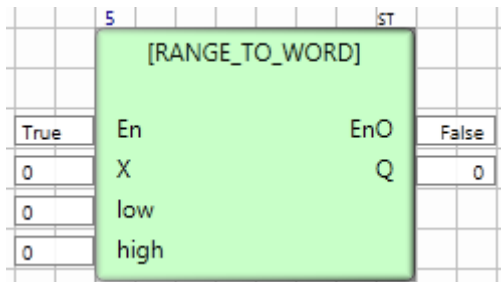 5 ST
[RANGE_TO_WORD]
True En EnO False
0 X Q 0
0 low
0 high